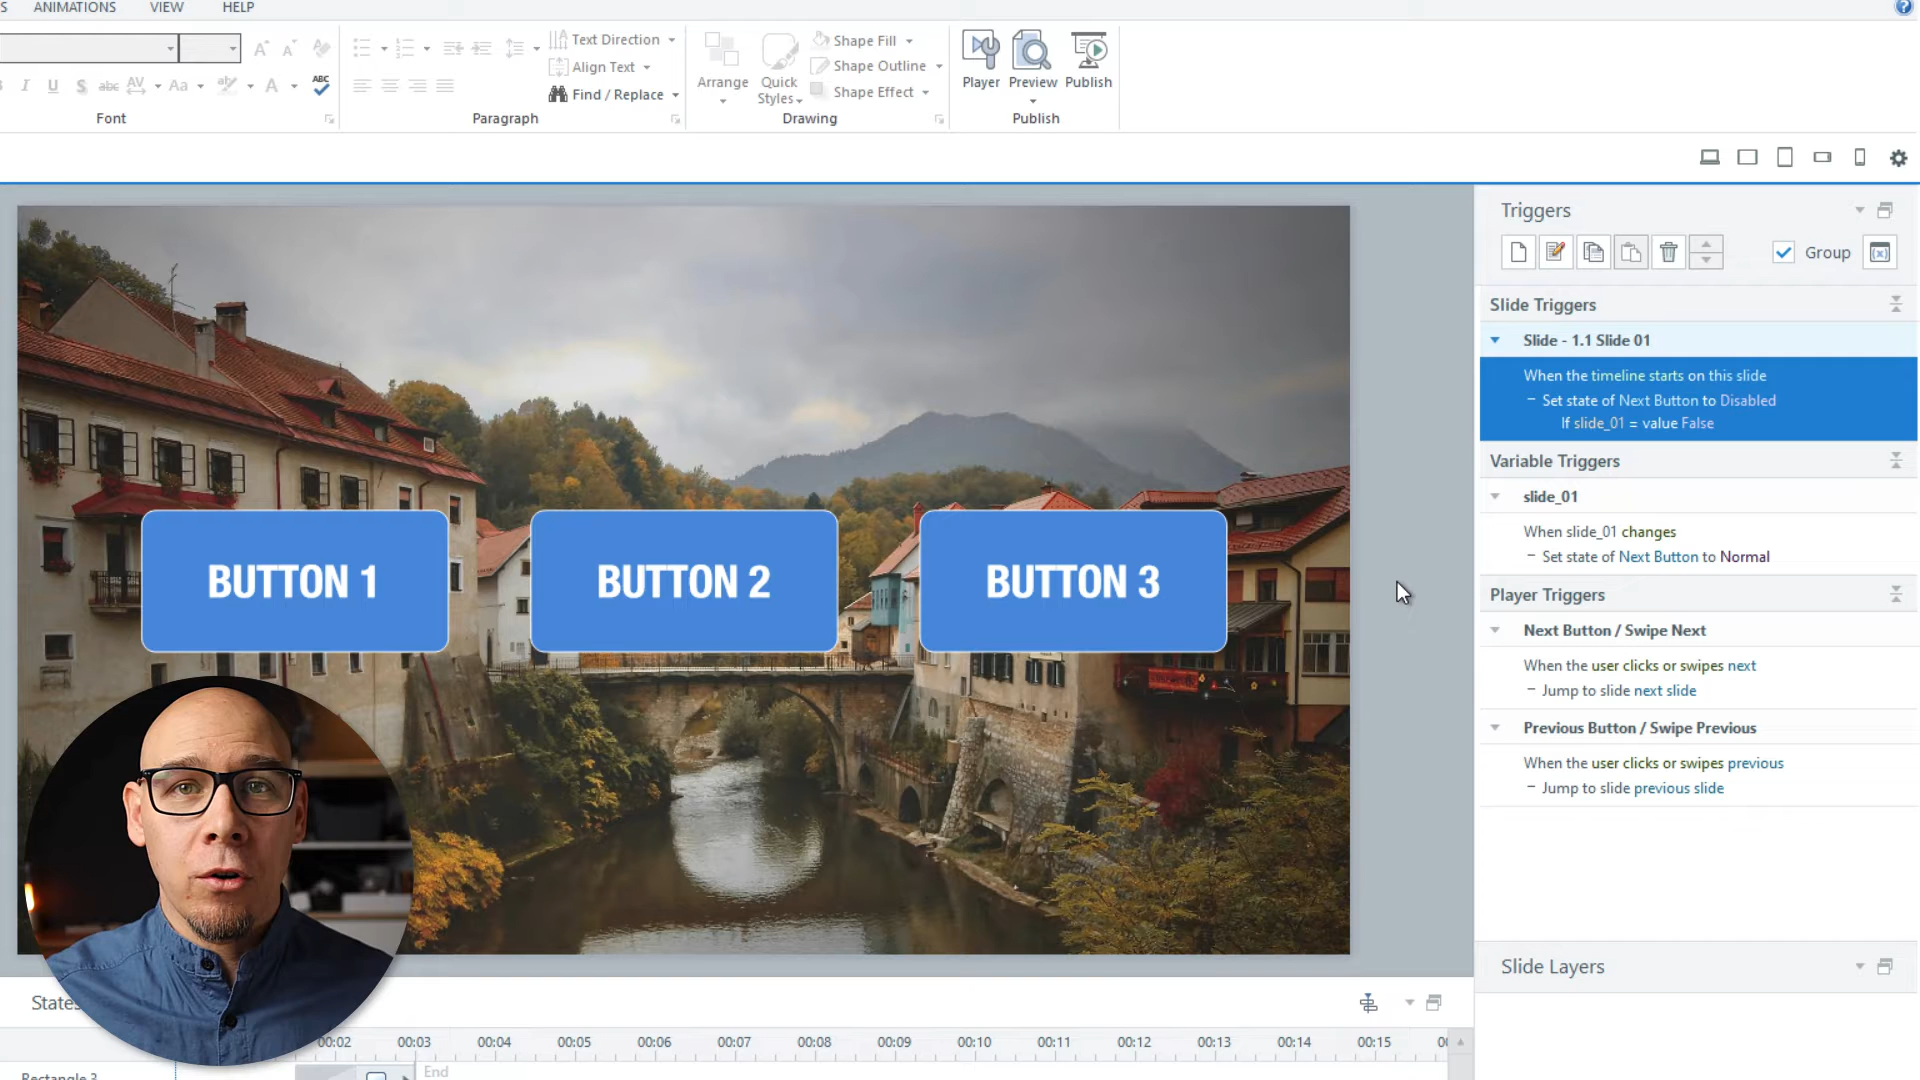 ANIMATIONS VIEW HELP
Text Direction
Align Text
Find / Replace
Font
Paragraph
Arrange
Quick
Styles
Shape Fill
Shape Outline
Shape Effect
Drawing
Player
Preview
Publish
Publish
Triggers
Group
Slide Triggers
Slide - 1.1 Slide 01
When the timeline starts on this slide
– Set state of Next Button to Disabled
If slide_01 = value False
Variable Triggers
slide_01
When slide_01 changes
– Set state of Next Button to Normal
Player Triggers
Next Button / Swipe Next
When the user clicks or swipes next
– Jump to slide next slide
Previous Button / Swipe Previous
When the user clicks or swipes previous
– Jump to slide previous slide
Slide Layers
BUTTON 1
BUTTON 2
BUTTON 3
States
00:02 00:03 00:04 00:05 00:06 00:07 00:08 00:09 00:10 00:11 00:12 00:13 00:14 00:15
Rectangle 3
End